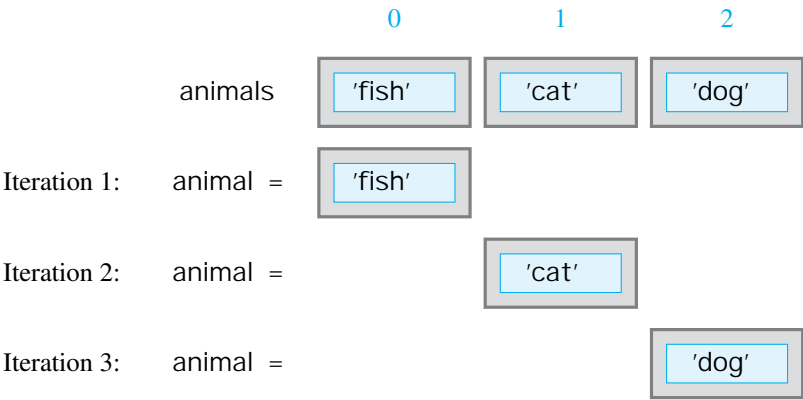 0 1 2
animals 'fish' 'cat' 'dog'
Iteration 1: animal = 'fish'
Iteration 2: animal = 'cat'
Iteration 3: animal = 'dog'